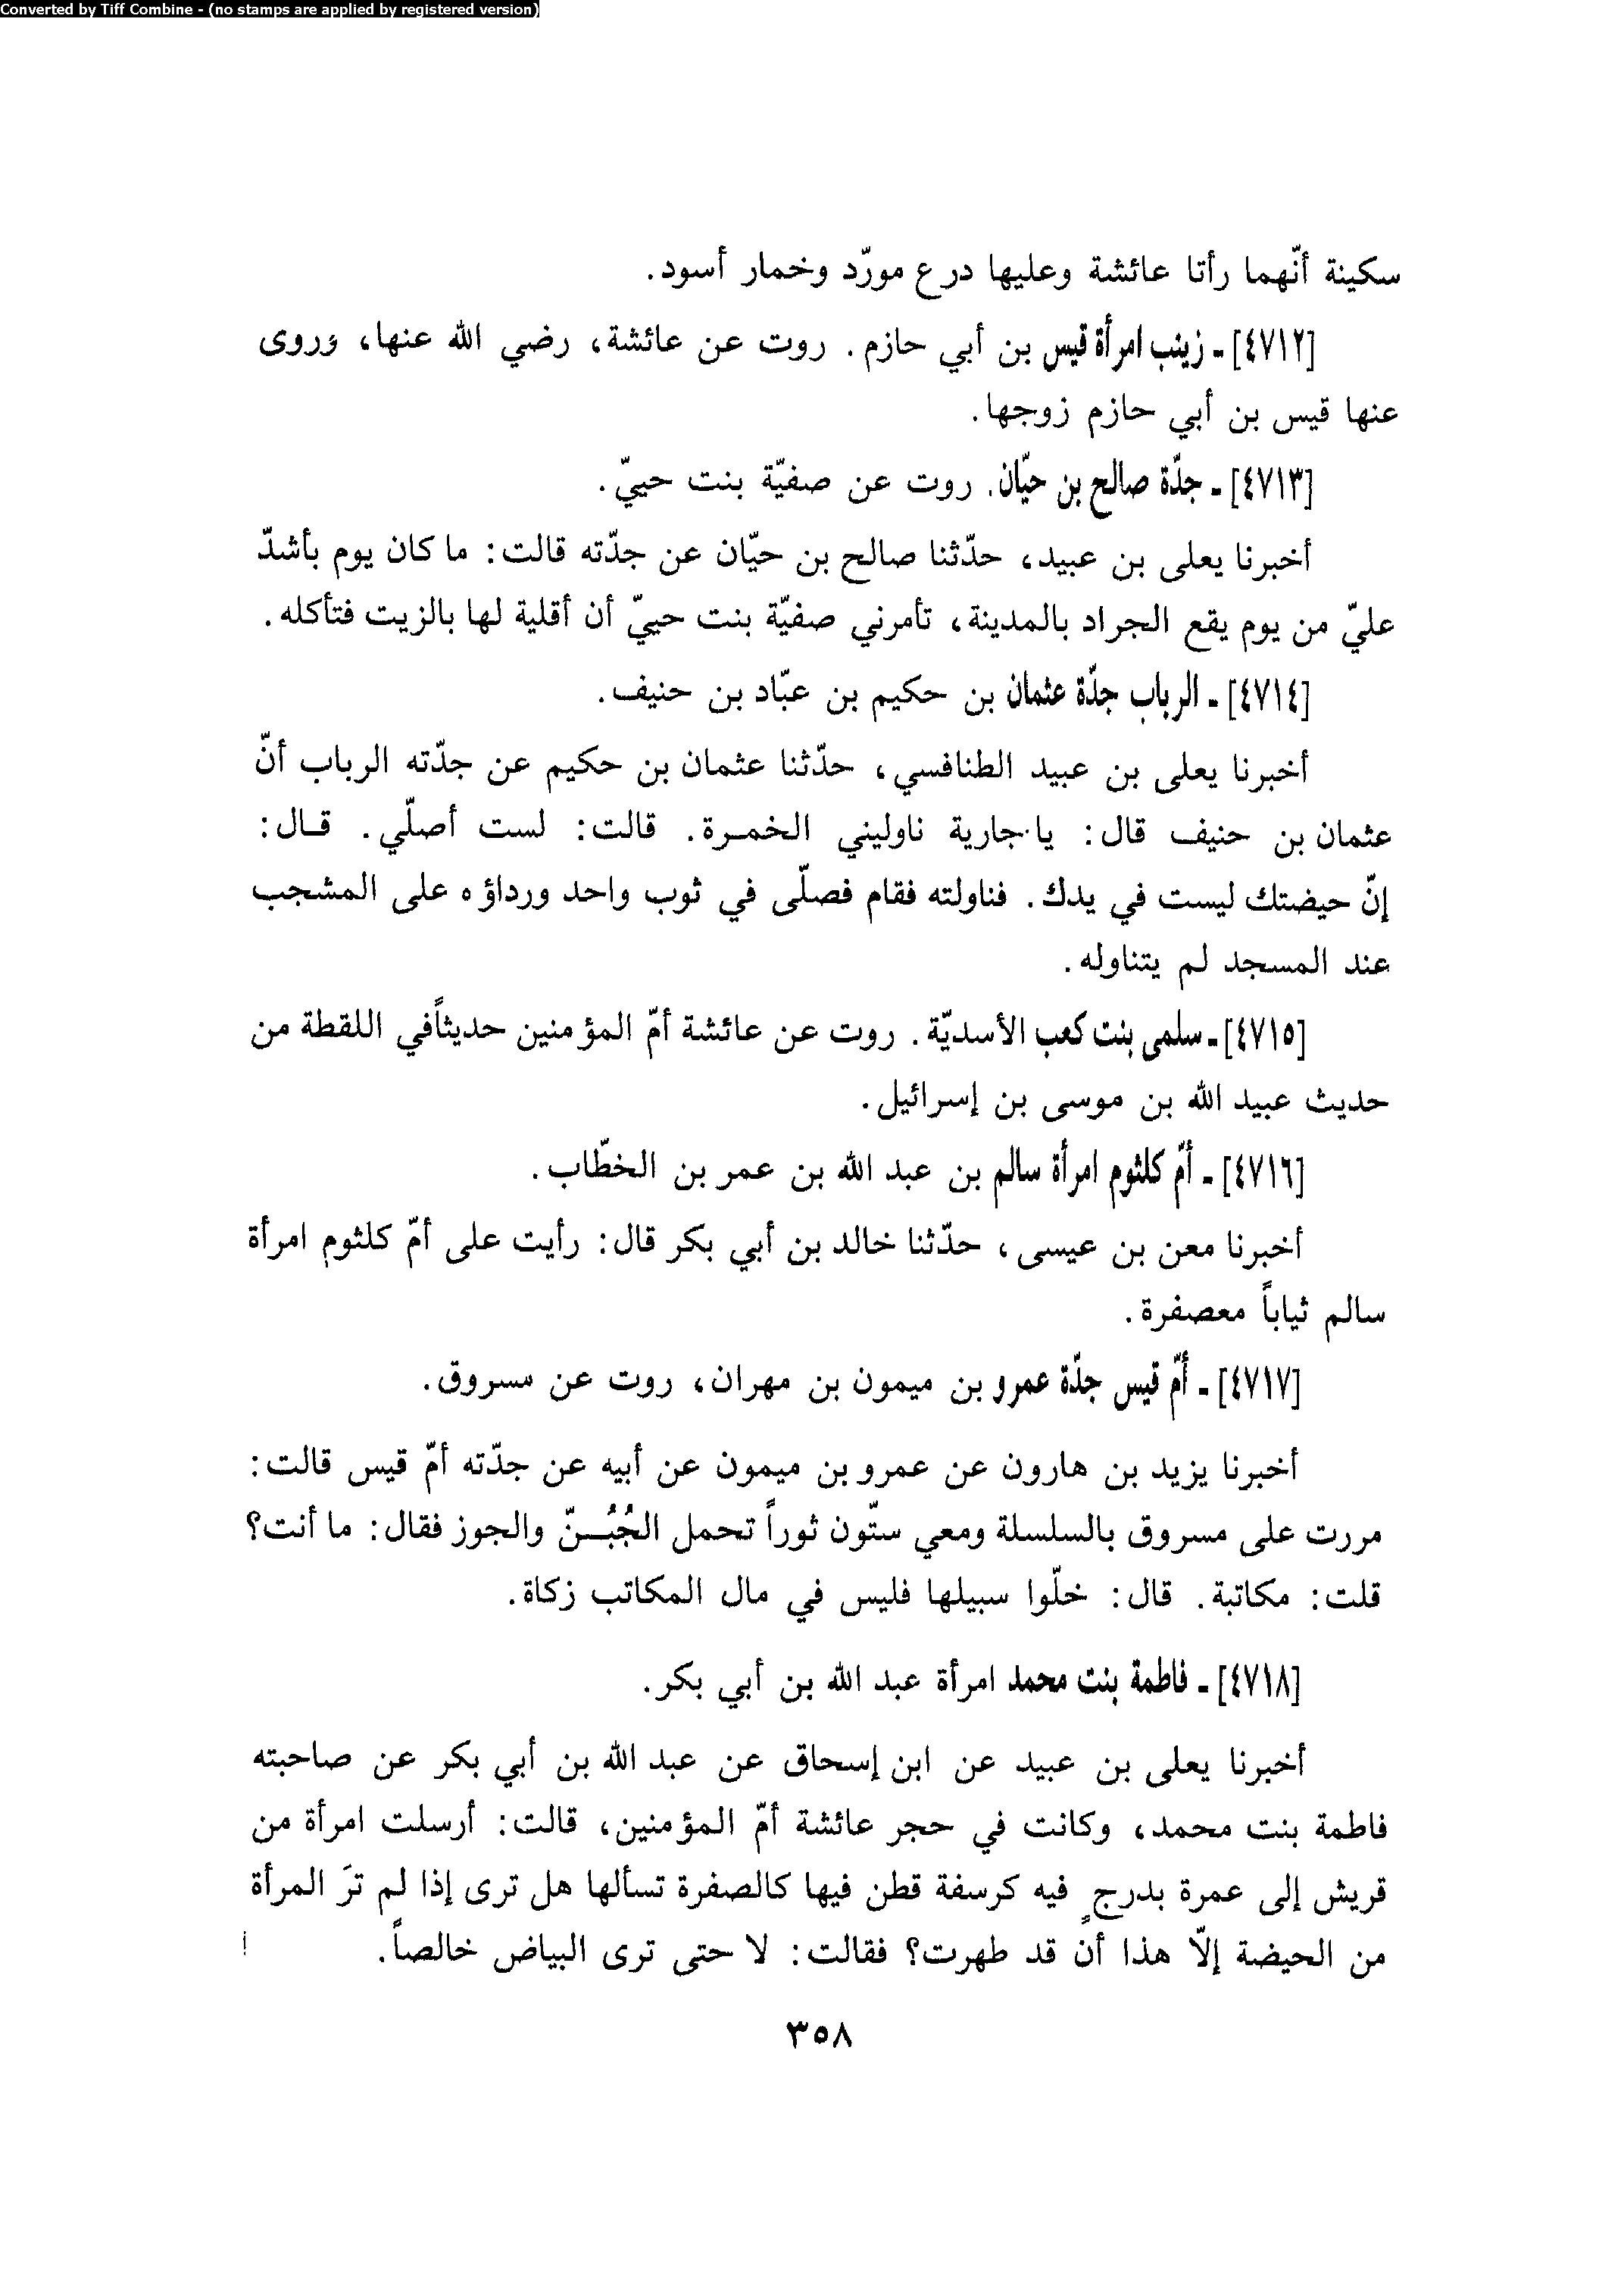 Converted by Tiff Combine - (no stamps are applied by registered version)
سكينة أنّهما رأتا عائشة وعليها درع مورّد وخمار أسود.
[٤٧١٢] ـ زينب امرأة قيس بن أبي حازم. روت عن عائشة، رضي الله عنها، وروى
عنها قيس بن أبي حازم زوجها.
[٤٧١٣] ـ جدّة صالح بن حيّان. روت عن صفيّة بنت حييّ.
أخبرنا يعلى بن عبيد، حدّثنا صالح بن حيّان عن جدّته قالت: ما كان يوم بأشدّ
عليّ من يوم يقع الجراد بالمدينة، تأمرني صفيّة بنت حييّ أن أقلية لها بالزيت فتأكله.
[٤٧١٤] ـ الرباب جدّة عثمان بن حكيم بن عبّاد بن حنيف.
أخبرنا يعلى بن عبيد الطنافسي، حدّثنا عثمان بن حكيم عن جدّته الرباب أنّ
عثمان بن حنيف قال: يا جارية ناوليني الخمـرة. قالت: لست أصلّي. قـال:
إنّ حيضتك ليست في يدك. فناولته فقام فصلّى في ثوب واحد ورداؤه على المشجب
عند المسجد لم يتناوله.
[٤٧١٥] ـ سلمى بنت كعب الأسديّة. روت عن عائشة أمّ المؤمنين حديثاً في اللقطة من
حديث عبيد الله بن موسى بن إسرائيل.
[٤٧١٦] ـ أمّ كلثوم امرأة سالم بن عبد الله بن عمر بن الخطّاب.
أخبرنا معن بن عيسى، حدّثنا خالد بن أبي بكر قال: رأيت على أمّ كلثوم امرأة
سالم ثياباً معصفرة.
[٤٧١٧] ـ أمّ قيس جدّة عمرو بن ميمون بن مهران، روت عن مسروق.
أخبرنا يزيد بن هارون عن عمرو بن ميمون عن أبيه عن جدّته أمّ قيس قالت:
مررت على مسروق بالسلسلة ومعي ستّون ثوراً تحمل الجُبُـنّ والجوز فقال: ما أنت؟
قلت: مكاتبة. قال: خلّوا سبيلها فليس في مال المكاتب زكاة.
[٤٧١٨] ـ فاطمة بنت محمد امرأة عبد الله بن أبي بكر.
أخبرنا يعلى بن عبيد عن ابن إسحاق عن عبد الله بن أبي بكر عن صاحبته
فاطمة بنت محمد، وكانت في حجر عائشة أمّ المؤمنين، قالت: أرسلت امرأة من
قريش إلى عمرة بدرجٍ فيه كرسفة قطن فيها كالصفرة تسألها هل ترى إذا لم ترَ المرأة
من الحيضة إلّا هذا أن قد طهرت؟ فقالت: لا حتى ترى البياض خالصاً.
٣٥٨